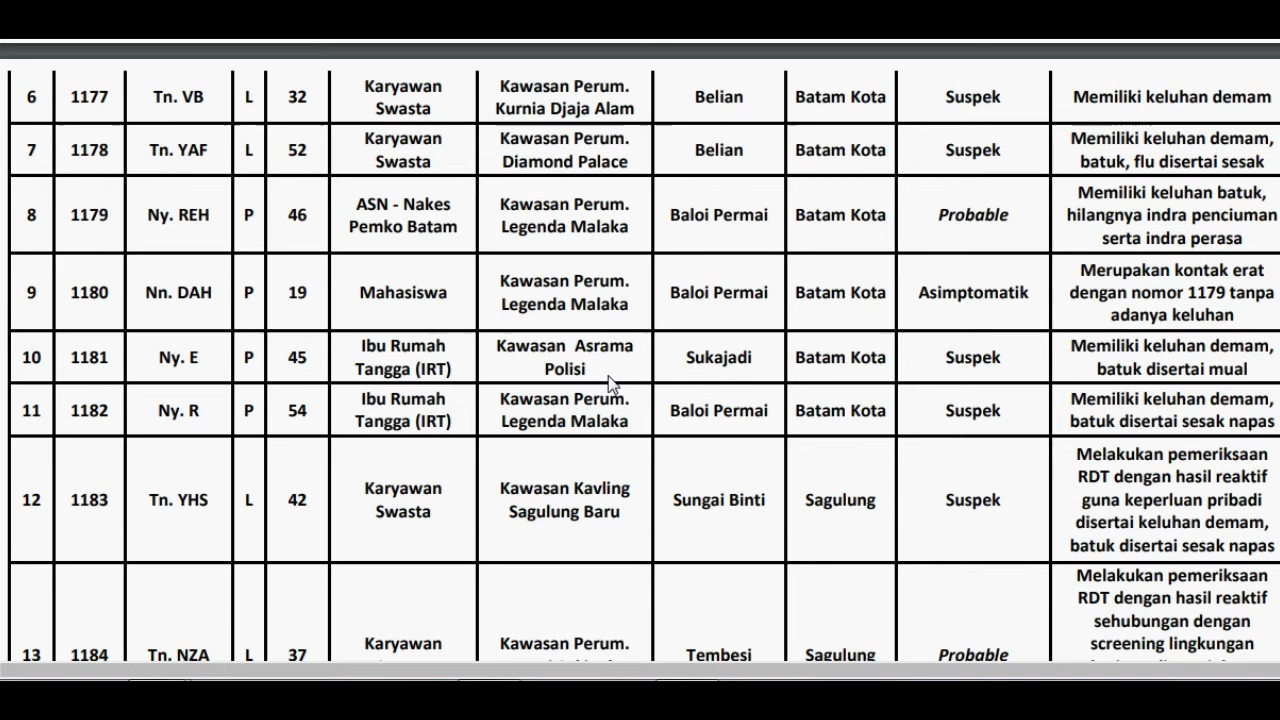 6 1177 Tn. VB L 32 Karyawan Swasta Kawasan Perum. Kurnia Djaja Alam Belian Batam Kota Suspek Memiliki keluhan demam
7 1178 Tn. YAF L 52 Karyawan Swasta Kawasan Perum. Diamond Palace Belian Batam Kota Suspek Memiliki keluhan demam, batuk, flu disertai sesak
8 1179 Ny. REH P 46 ASN - Nakes Pemko Batam Kawasan Perum. Legenda Malaka Baloi Permai Batam Kota Probable Memiliki keluhan batuk, hilangnya indra penciuman serta indra perasa
9 1180 Nn. DAH P 19 Mahasiswa Kawasan Perum. Legenda Malaka Baloi Permai Batam Kota Asimptomatik Merupakan kontak erat dengan nomor 1179 tanpa adanya keluhan
10 1181 Ny. E P 45 Ibu Rumah Tangga (IRT) Kawasan Asrama Polisi Sukajadi Batam Kota Suspek Memiliki keluhan demam, batuk disertai mual
11 1182 Ny. R P 54 Ibu Rumah Tangga (IRT) Kawasan Perum. Legenda Malaka Baloi Permai Batam Kota Suspek Memiliki keluhan demam, batuk disertai sesak napas
12 1183 Tn. YHS L 42 Karyawan Swasta Kawasan Kavling Sagulung Baru Sungai Binti Sagulung Suspek Melakukan pemeriksaan RDT dengan hasil reaktif guna keperluan pribadi disertai keluhan demam, batuk disertai sesak napas
13 1184 Tn. NZA L 37 Karyawan Kawasan Perum. Tembesi Sagulung Probable Melakukan pemeriksaan RDT dengan hasil reaktif sehubungan dengan screening lingkungan